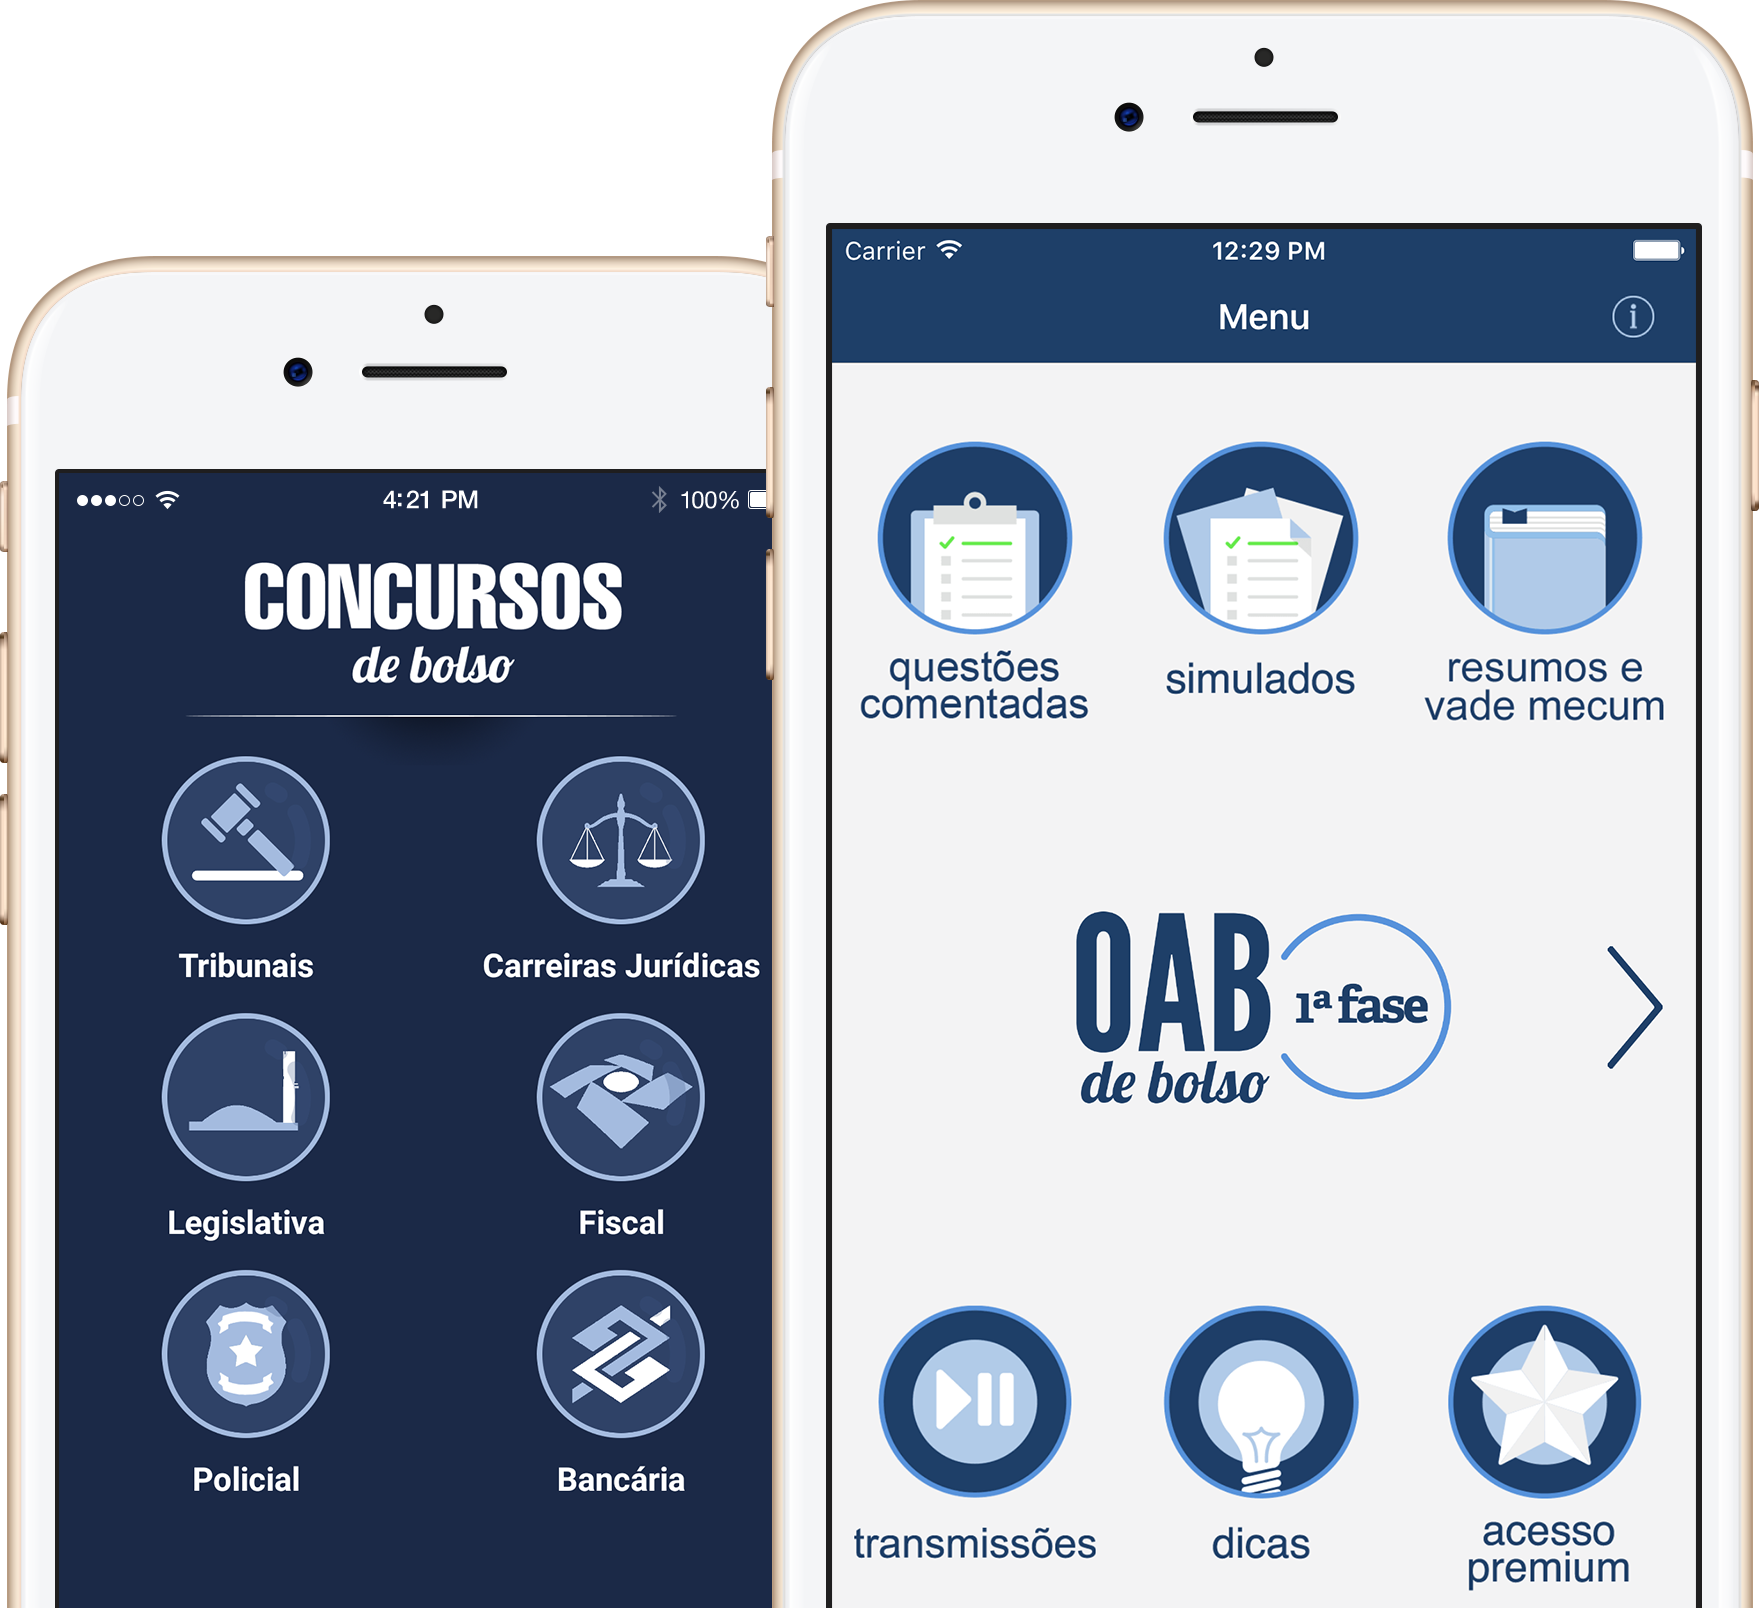 4:21 PM
100%
CONCURSOS
de bolso
Tribunais
Carreiras Jurídicas
Legislativa
Fiscal
Policial
Bancária
Carrier
12:29 PM
Menu
i
questões
comentadas
simulados
resumos e
vade mecum
OAB
1ª fase
de bolso
transmissões
dicas
acesso
premium